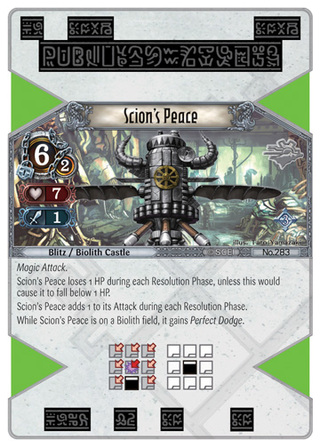 Scion's Peace
6
2
7
1
Blitz / Biolith Castle
SCEI
No.283
Magic Attack.
Scion's Peace loses 1 HP during each Resolution Phase, unless this would
cause it to fall below 1 HP.
Scion's Peace adds 1 to its Attack during each Resolution Phase.
While Scion's Peace is on a Biolith field, it gains Perfect Dodge.